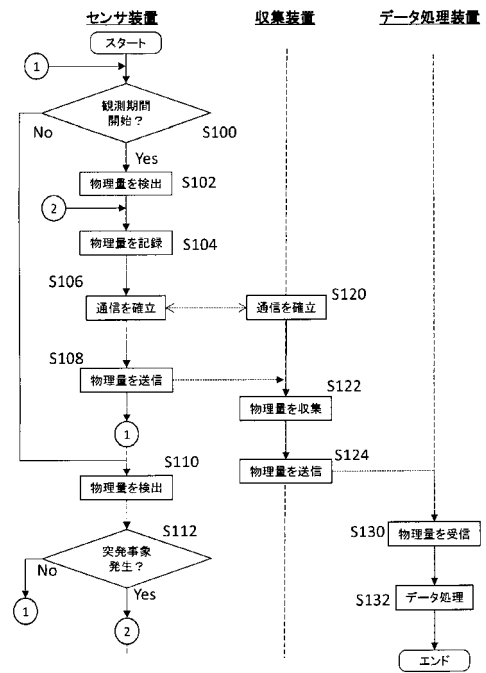 センサ装置
収集装置
データ処理装置
スタート
1
観測期間
開始？
S100
No
Yes
物理量を検出
S102
2
物理量を記録
S104
S106
通信を確立
通信を確立
S120
S108
物理量を送信
S122
物理量を収集
1
S124
物理量を送信
S110
物理量を検出
S130
物理量を受信
S112
突発事象
発生？
No
Yes
1
2
S132
データ処理
エンド